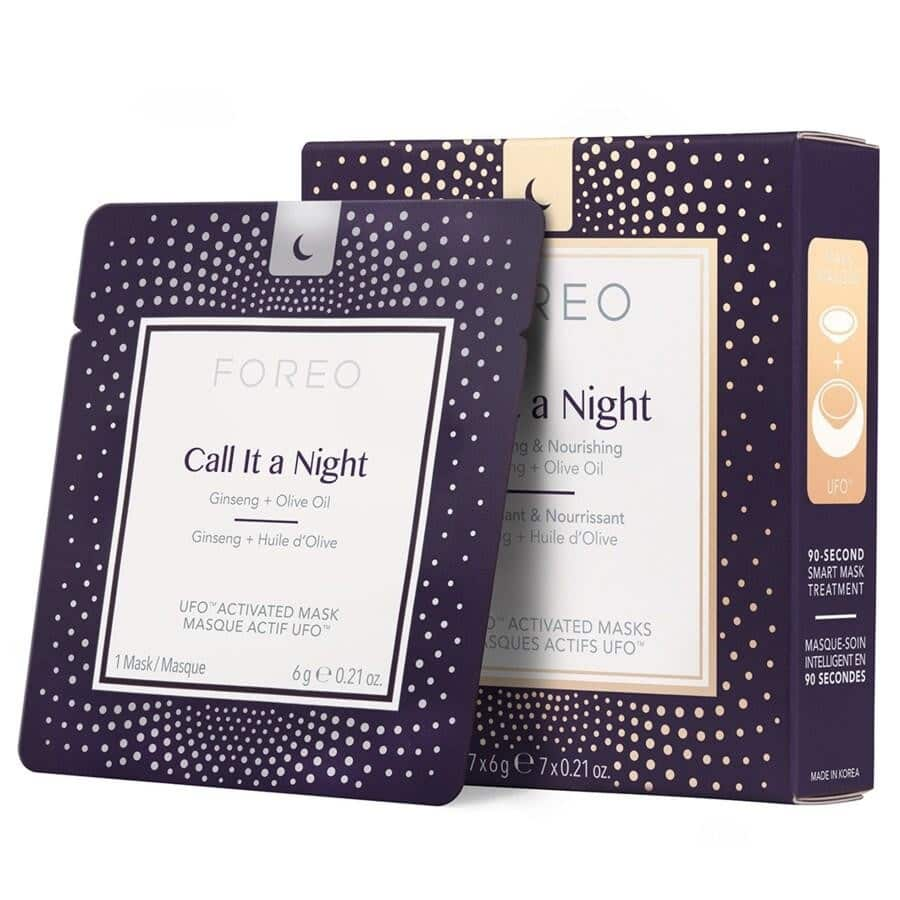 FOREO
Call It a Night
Ginseng + Olive Oil
Ginseng + Huile d'Olive
UFO™ ACTIVATED MASK
MASQUE ACTIF UFO™
1 Mask / Masque
6 g ℮ 0.21 oz.
REO
t a Night
ng & Nourishing
ng + Olive Oil
ant & Nourrissant
g + Huile d'Olive
O™ ACTIVATED MASKS
SQUES ACTIFS UFO™
7 x 6 g ℮ 7 x 0.21 oz.
+
UFO™
90-SECOND
SMART MASK
TREATMENT
MASQUE-SOIN
INTELLIGENT EN
90 SECONDES
MADE IN KOREA